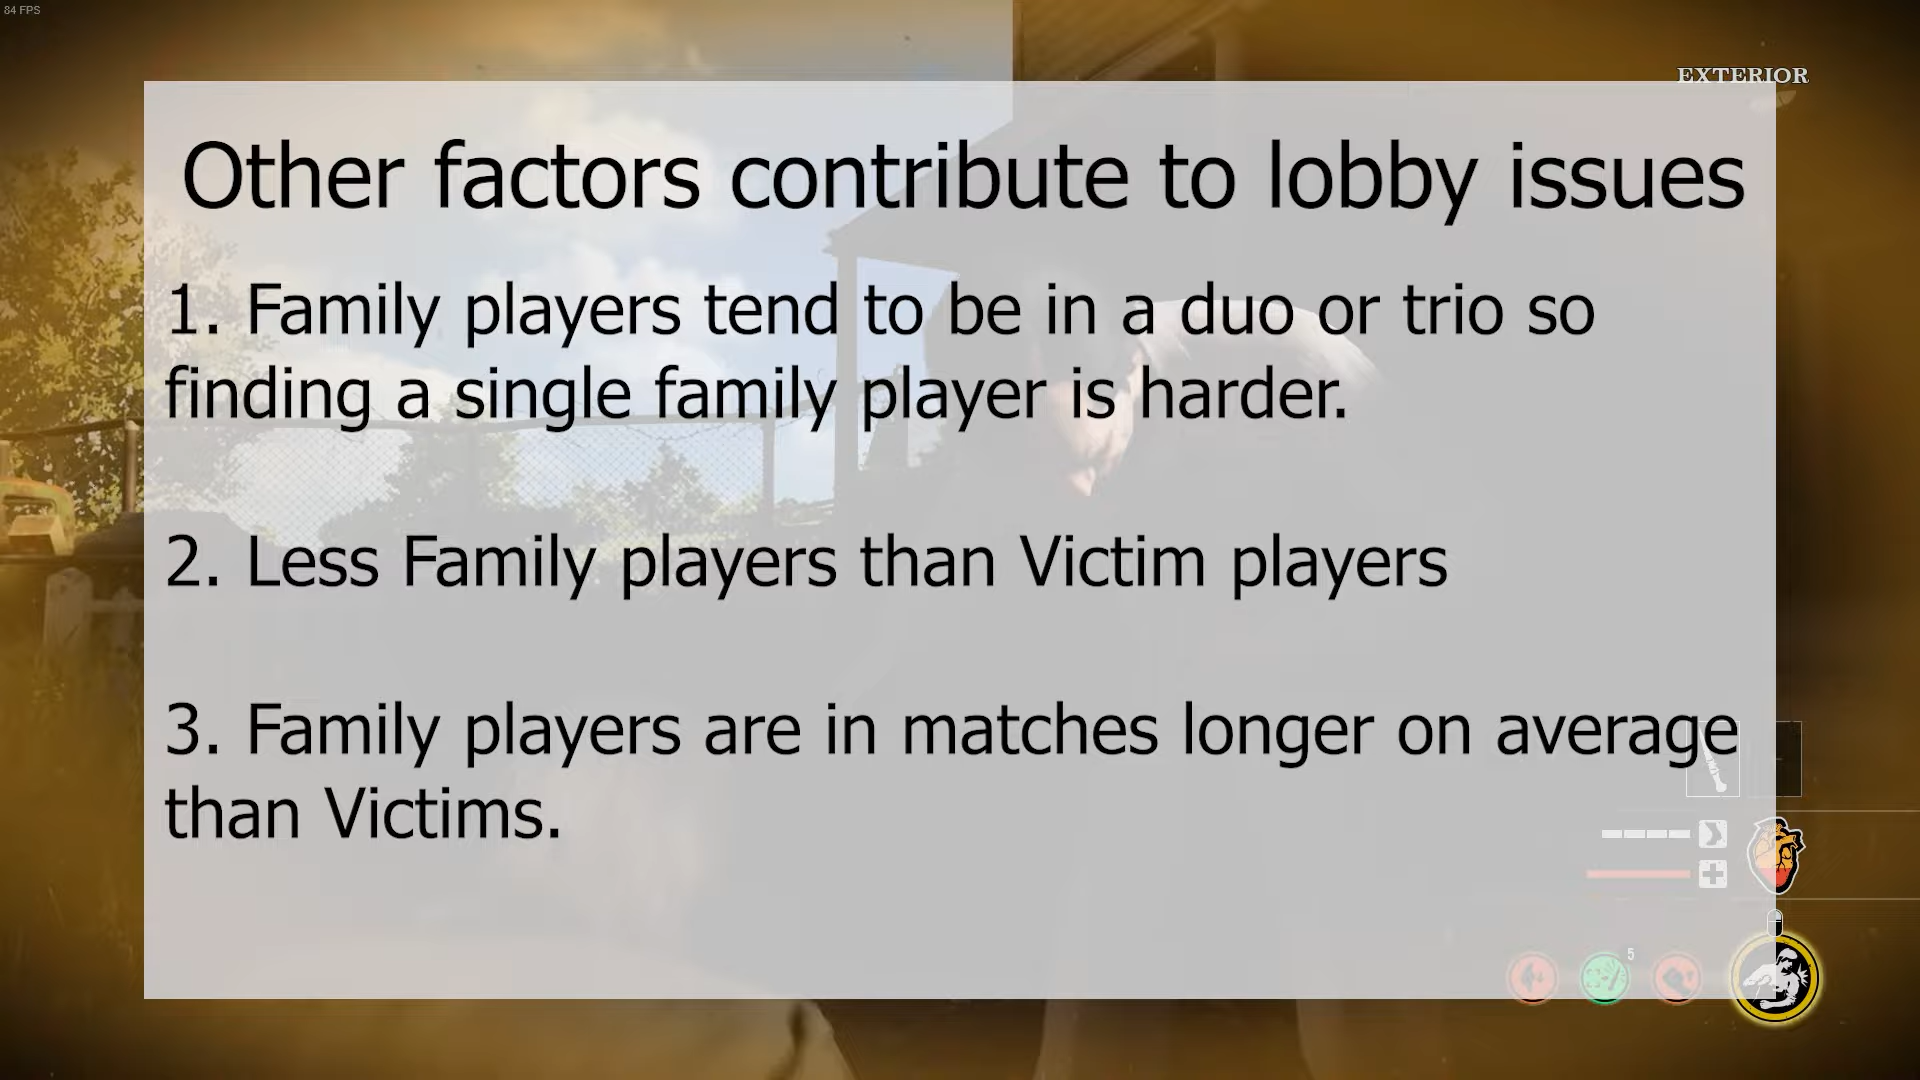 84 FPS
EXTERIOR
Other factors contribute to lobby issues
1. Family players tend to be in a duo or trio so
finding a single family player is harder.
2. Less Family players than Victim players
3. Family players are in matches longer on average
than Victims.
5